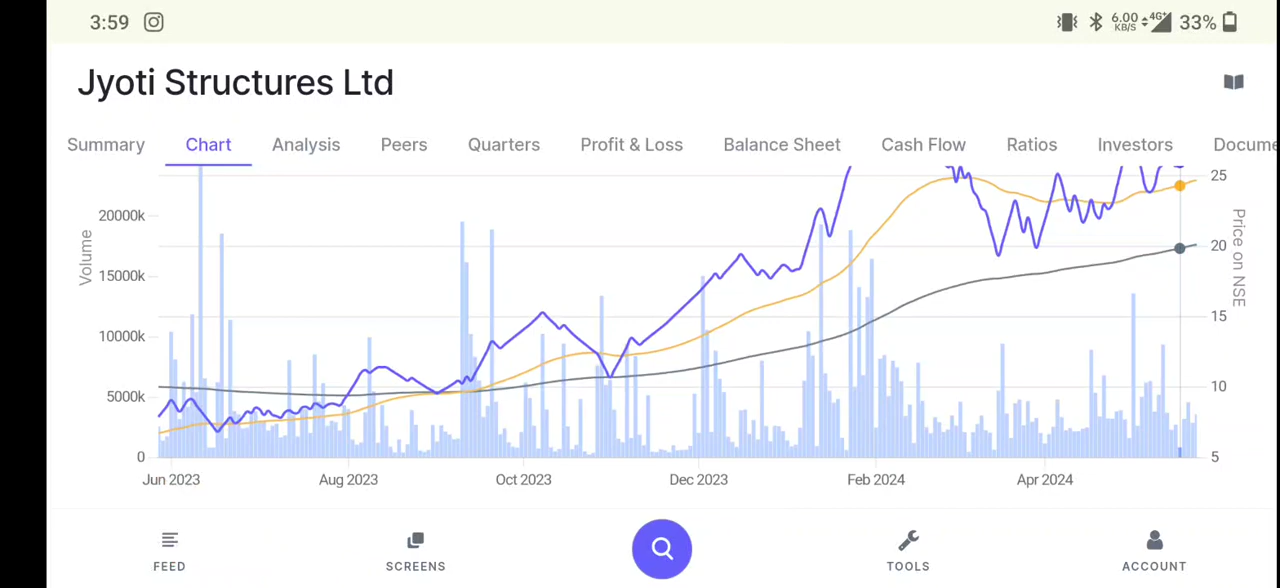 3:59
6.00 KB/S 4G+ 33%
Jyoti Structures Ltd
Summary Chart Analysis Peers Quarters Profit & Loss Balance Sheet Cash Flow Ratios Investors Docume
Volume
20000k
15000k
10000k
5000k
0
25
20
15
10
5
Price on NSE
Jun 2023 Aug 2023 Oct 2023 Dec 2023 Feb 2024 Apr 2024
FEED SCREENS TOOLS ACCOUNT